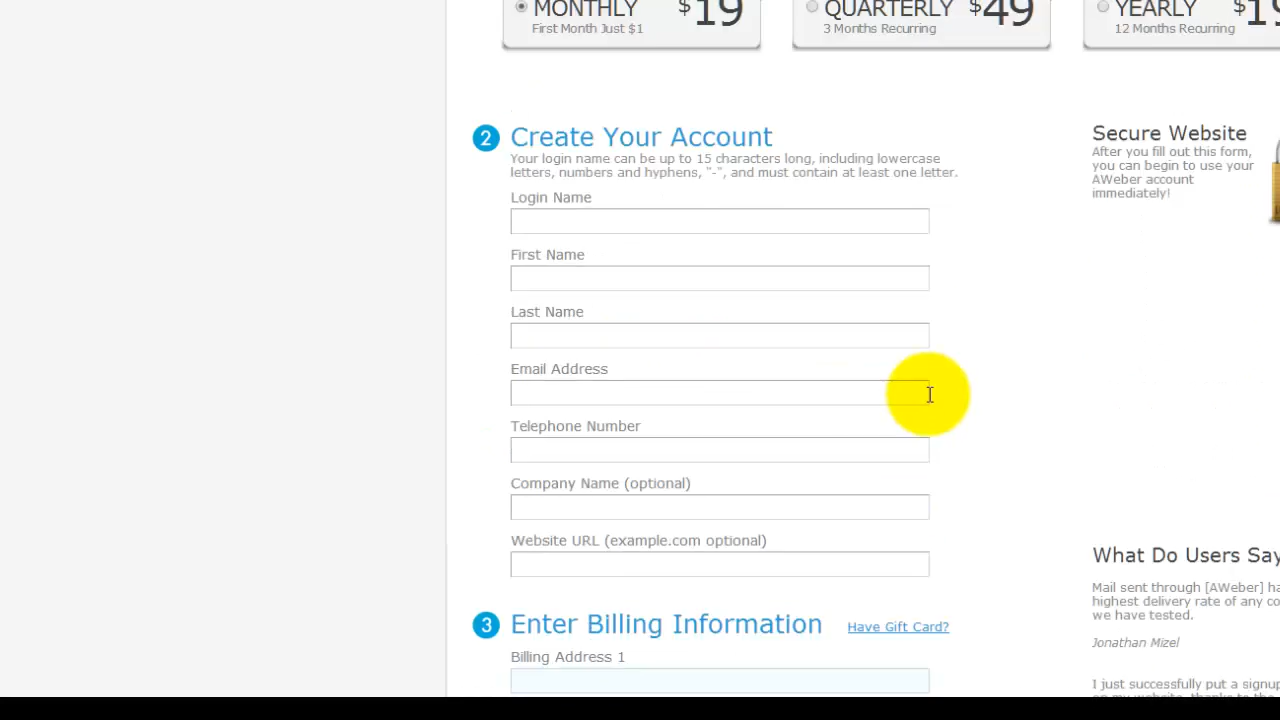 MONTHLY $19
First Month Just $1
QUARTERLY $49
3 Months Recurring
YEARLY
12 Months Recurring
2 Create Your Account
Your login name can be up to 15 characters long, including lowercase
letters, numbers and hyphens, "-", and must contain at least one letter.
Login Name
First Name
Last Name
Email Address
Telephone Number
Company Name (optional)
Website URL (example.com optional)
3 Enter Billing Information Have Gift Card?
Billing Address 1
Secure Website
After you fill out this form,
you can begin to use your
AWeber account
immediately!
What Do Users Say
Mail sent through [AWeber]
highest delivery rate of any
we have tested.
Jonathan Mizel
I just successfully put a